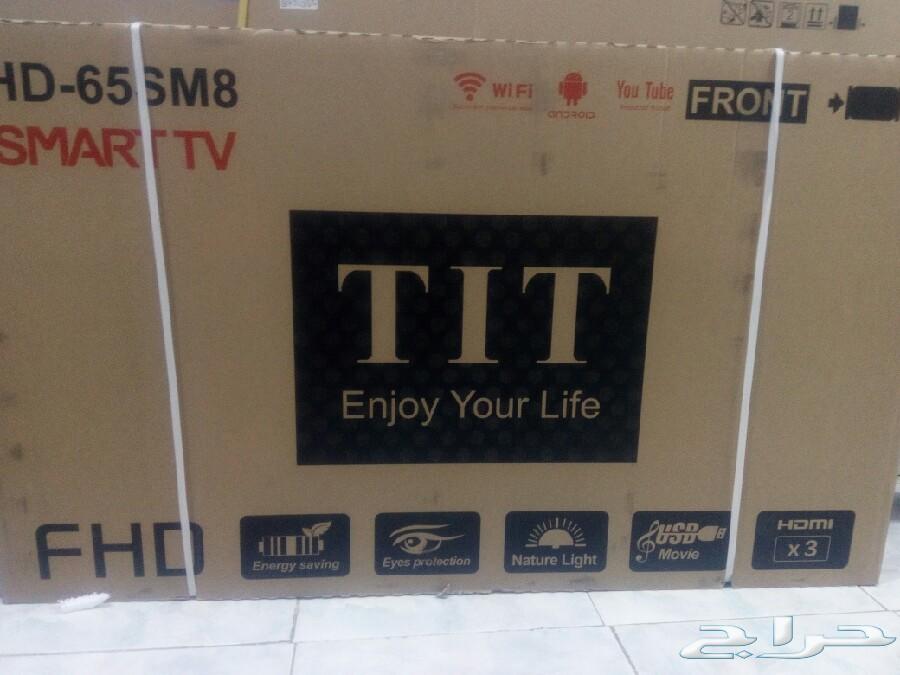 HD-65SM8
SMART TV
WiFi
ANDROID
You Tube
FRONT
TIT
Enjoy Your Life
FHD
Energy saving
Eyes protection
Nature Light
USB
Movie
HDMI
x 3
2
حراج